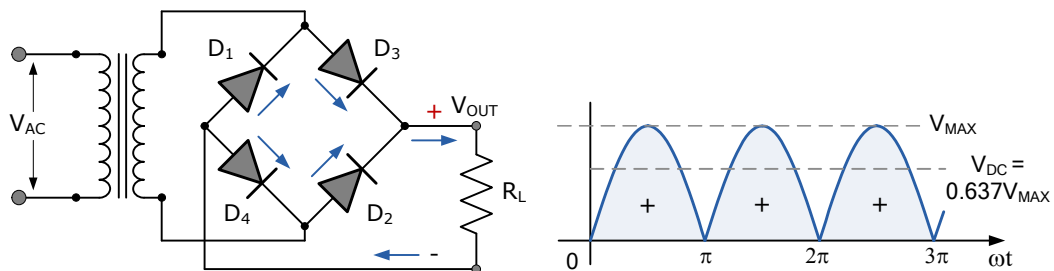 D1
D3
VAC
+
VOUT
RL
D4
D2
-
VMAX
VDC =
0.637VMAX
+
+
+
0
π
2π
3π
ωt